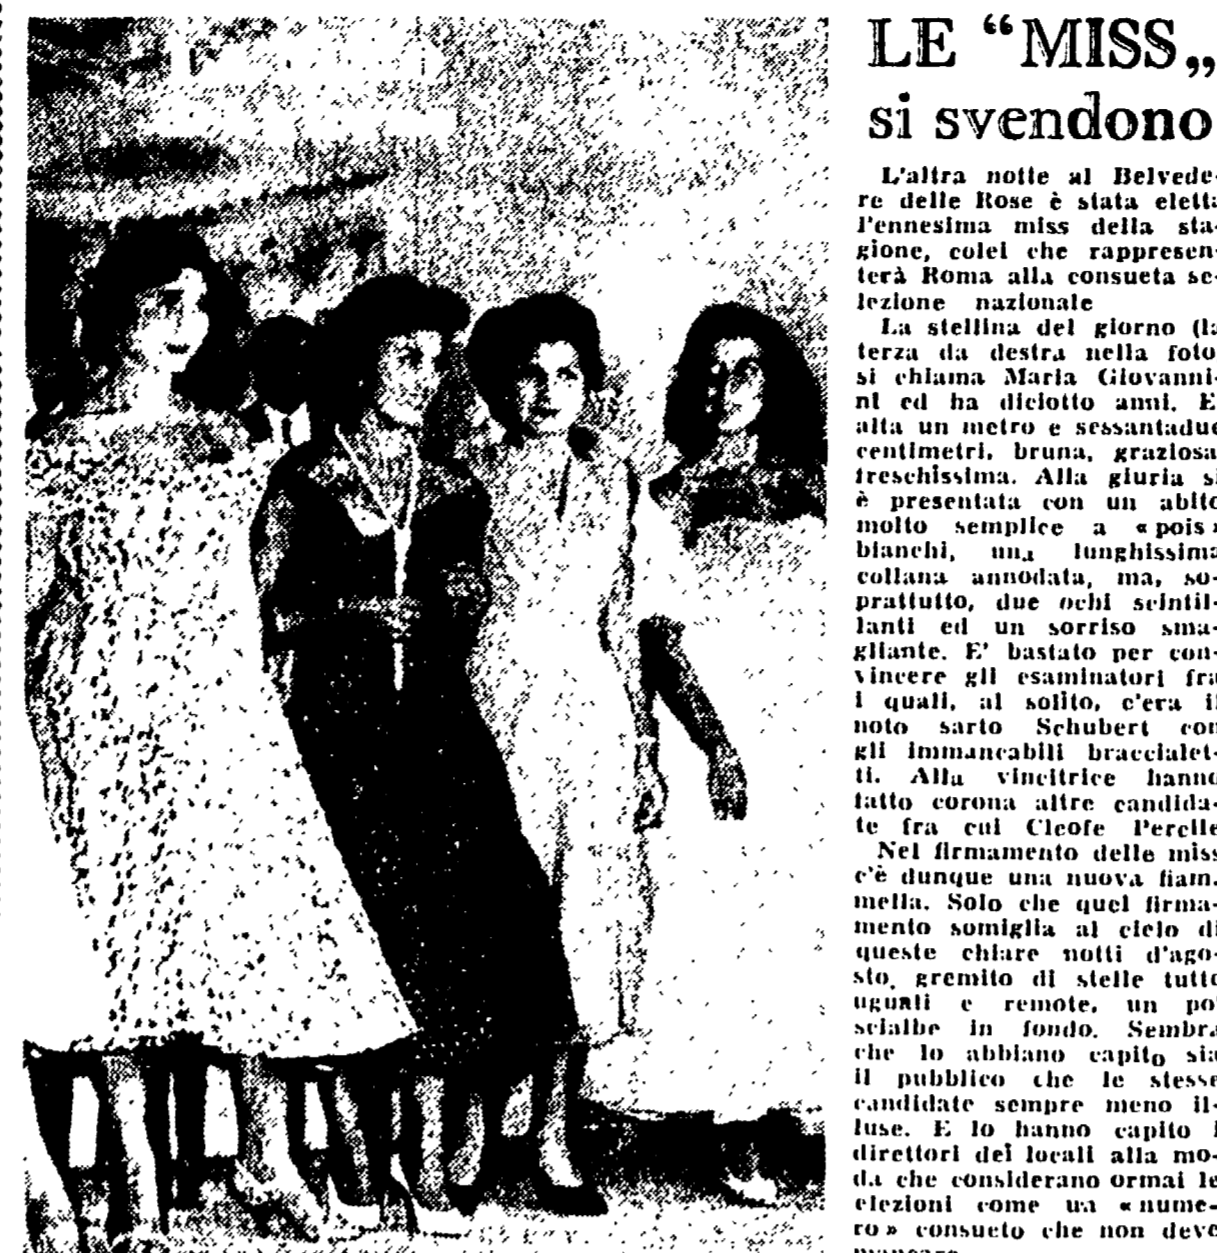 LE “MISS„
si svendono
L'altra notte al Belvede-
re delle Rose è stata elett
l'ennesima miss della sta-
gione, colei che rappresen-
terà Roma alla consueta se-
lezione nazionale
La stellina del giorno (la
terza da destra nella foto
si chiama Maria Giovanni-
ni ed ha diciotto anni. E
alta un metro e sessantadue
centimetri, bruna, graziosa
freschissima. Alla giuria si
è presentata con un abito
molto semplice a «pois»
bianchi, una lunghissima
collana annodata, ma, so-
prattutto, due ochi scintil-
lanti ed un sorriso sma-
gliante. E' bastato per con-
vincere gli esaminatori fra
i quali, al solito, c'era il
noto sarto Schubert con
gli immancabili braccialet-
ti. Alla vincitrice hanno
fatto corona altre candida-
te fra cui Cleofe Perelle
Nel firmamento delle miss
c'è dunque una nuova fiam.
mella. Solo che quel firma-
mento somiglia al cielo di
queste chiare notti d'ago-
sto, gremito di stelle tutte
uguali e remote, un po'
scialbe in fondo. Sembra
che lo abbiano capito sia
il pubblico che le stesse
candidate sempre meno il-
luse. E lo hanno capito i
direttori dei locali alla mo-
da che considerano ormai le
elezioni come un «nume-
ro» consueto che non deve